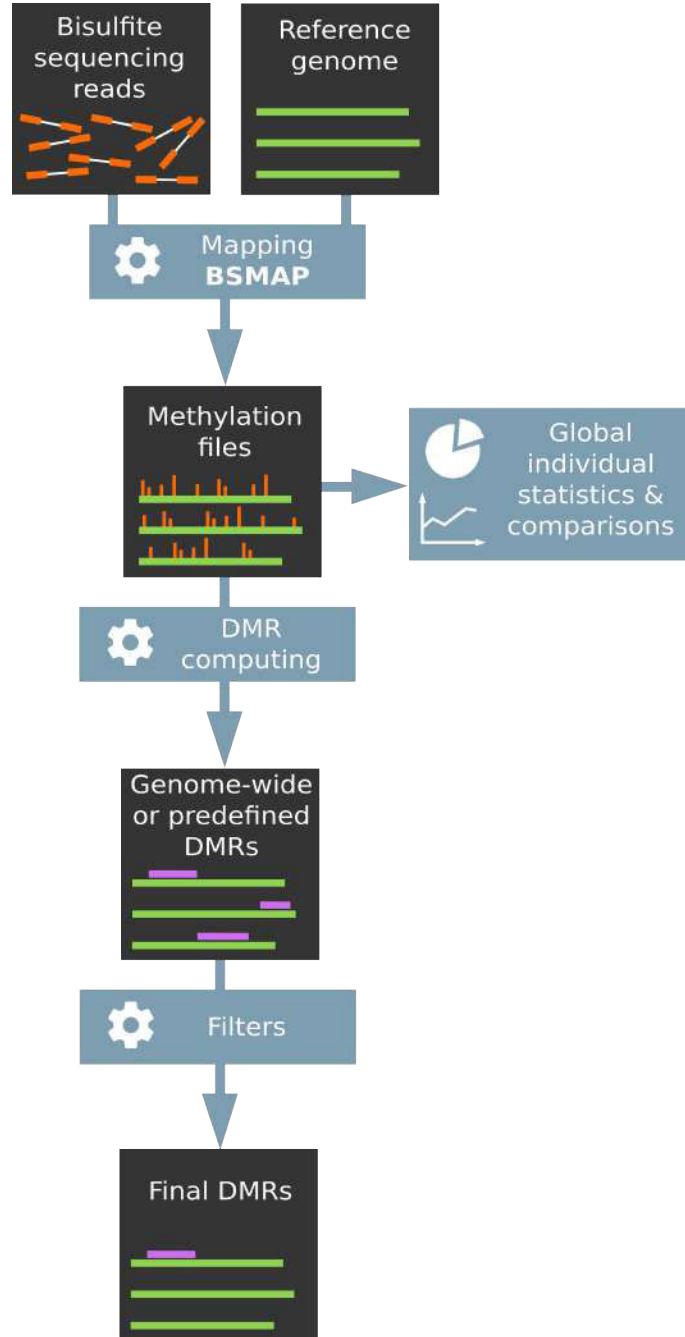 Bisulfite
sequencing
reads
Reference
genome
Mapping
BSMAP
Methylation
files
Global
individual
statistics &
comparisons
DMR
computing
Genome-wide
or predefined
DMRs
Filters
Final DMRs